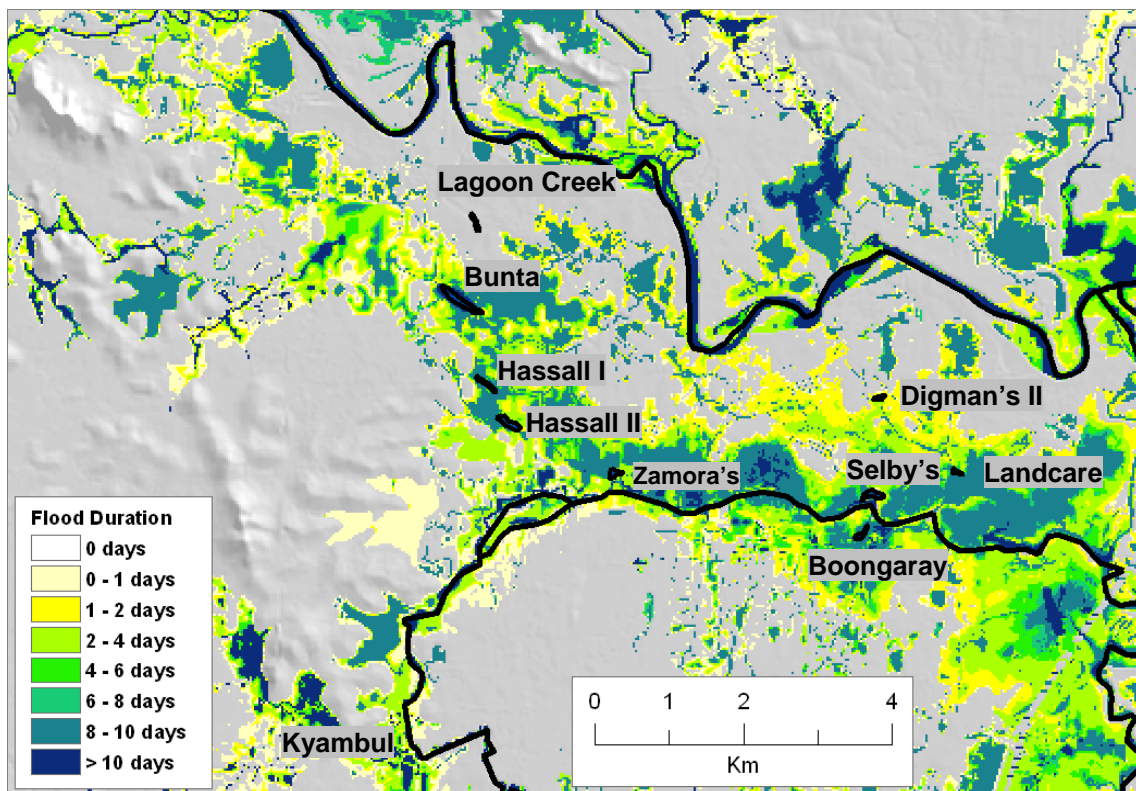 Lagoon Creek
Bunta
Hassall I
Hassall II
Digman’s II
Zamora’s
Selby’s
Landcare
Boongaray
Kyambul
Flood Duration
0 days
0 - 1 days
1 - 2 days
2 - 4 days
4 - 6 days
6 - 8 days
8 - 10 days
> 10 days
0 1 2 4
Km